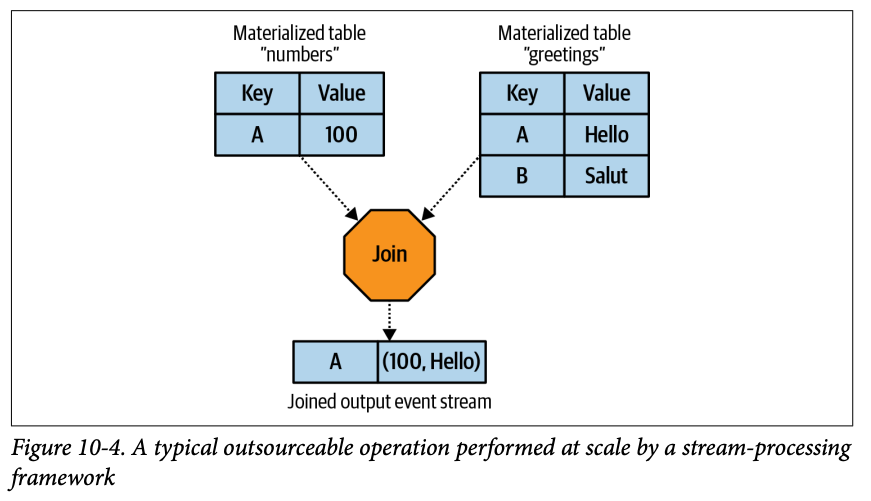 Materialized table
"numbers"
Key Value
A 100
Materialized table
"greetings"
Key Value
A Hello
B Salut
Join
A (100, Hello)
Joined output event stream
Figure 10-4. A typical outsourceable operation performed at scale by a stream-processing
framework